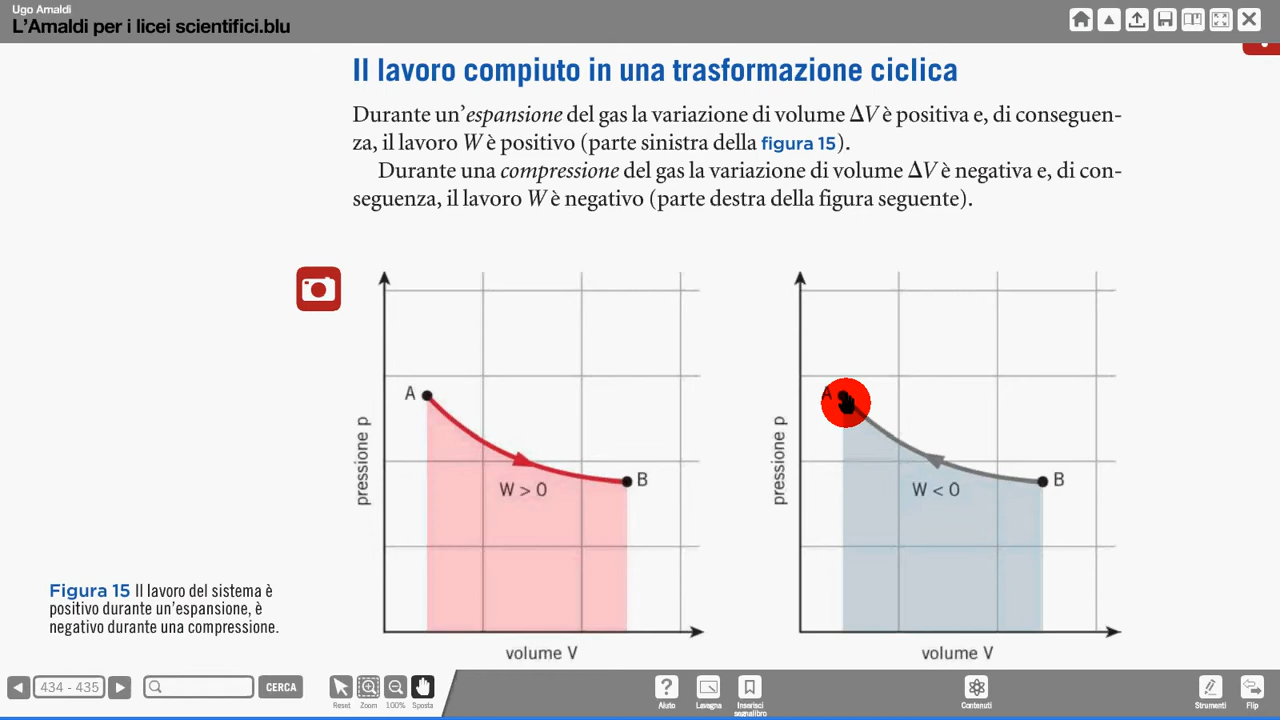 Ugo Amaldi
L'Amaldi per i licei scientifici.blu
Il lavoro compiuto in una trasformazione ciclica
Durante un'espansione del gas la variazione di volume ΔV è positiva e, di conseguen-
za, il lavoro W è positivo (parte sinistra della figura 15).
Durante una compressione del gas la variazione di volume ΔV è negativa e, di con-
seguenza, il lavoro W è negativo (parte destra della figura seguente).
pressione p
A
B
W > 0
volume V
pressione p
A
B
W < 0
volume V
Figura 15 Il lavoro del sistema è
positivo durante un'espansione, è
negativo durante una compressione.
434 - 435
CERCA
Reset
Zoom
100%
Sposta
Aiuto
Lavagna
Inserisci
segnalibro
Contenuti
Strumenti
Flip